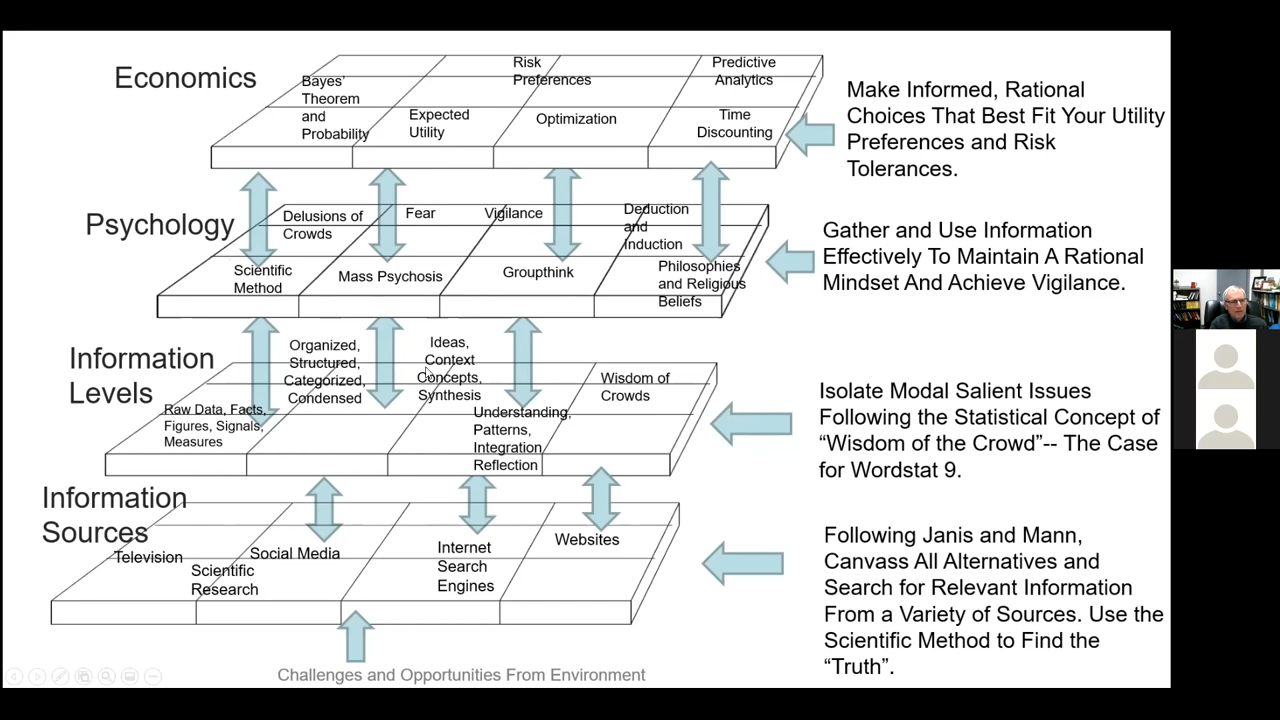 Economics
Bayes'
Theorem
and
Probability
Risk
Preferences
Predictive
Analytics
Expected
Utility
Optimization
Time
Discounting
Make Informed, Rational
Choices That Best Fit Your Utility
Preferences and Risk
Tolerances.
Psychology
Delusions of
Crowds
Fear
Vigilance
Deduction
and
Induction
Scientific
Method
Mass Psychosis
Groupthink
Philosophies
and Religious
Beliefs
Gather and Use Information
Effectively To Maintain A Rational
Mindset And Achieve Vigilance.
Information
Levels
Organized,
Structured,
Categorized,
Condensed
Ideas,
Context
Concepts,
Synthesis
Wisdom of
Crowds
Raw Data, Facts,
Figures, Signals,
Measures
Understanding,
Patterns,
Integration
Reflection
Isolate Modal Salient Issues
Following the Statistical Concept of
“Wisdom of the Crowd”-- The Case
for Wordstat 9.
Information
Sources
Television
Scientific
Research
Social Media
Internet
Search
Engines
Websites
Following Janis and Mann,
Canvass All Alternatives and
Search for Relevant Information
From a Variety of Sources. Use the
Scientific Method to Find the
“Truth”.
Challenges and Opportunities From Environment